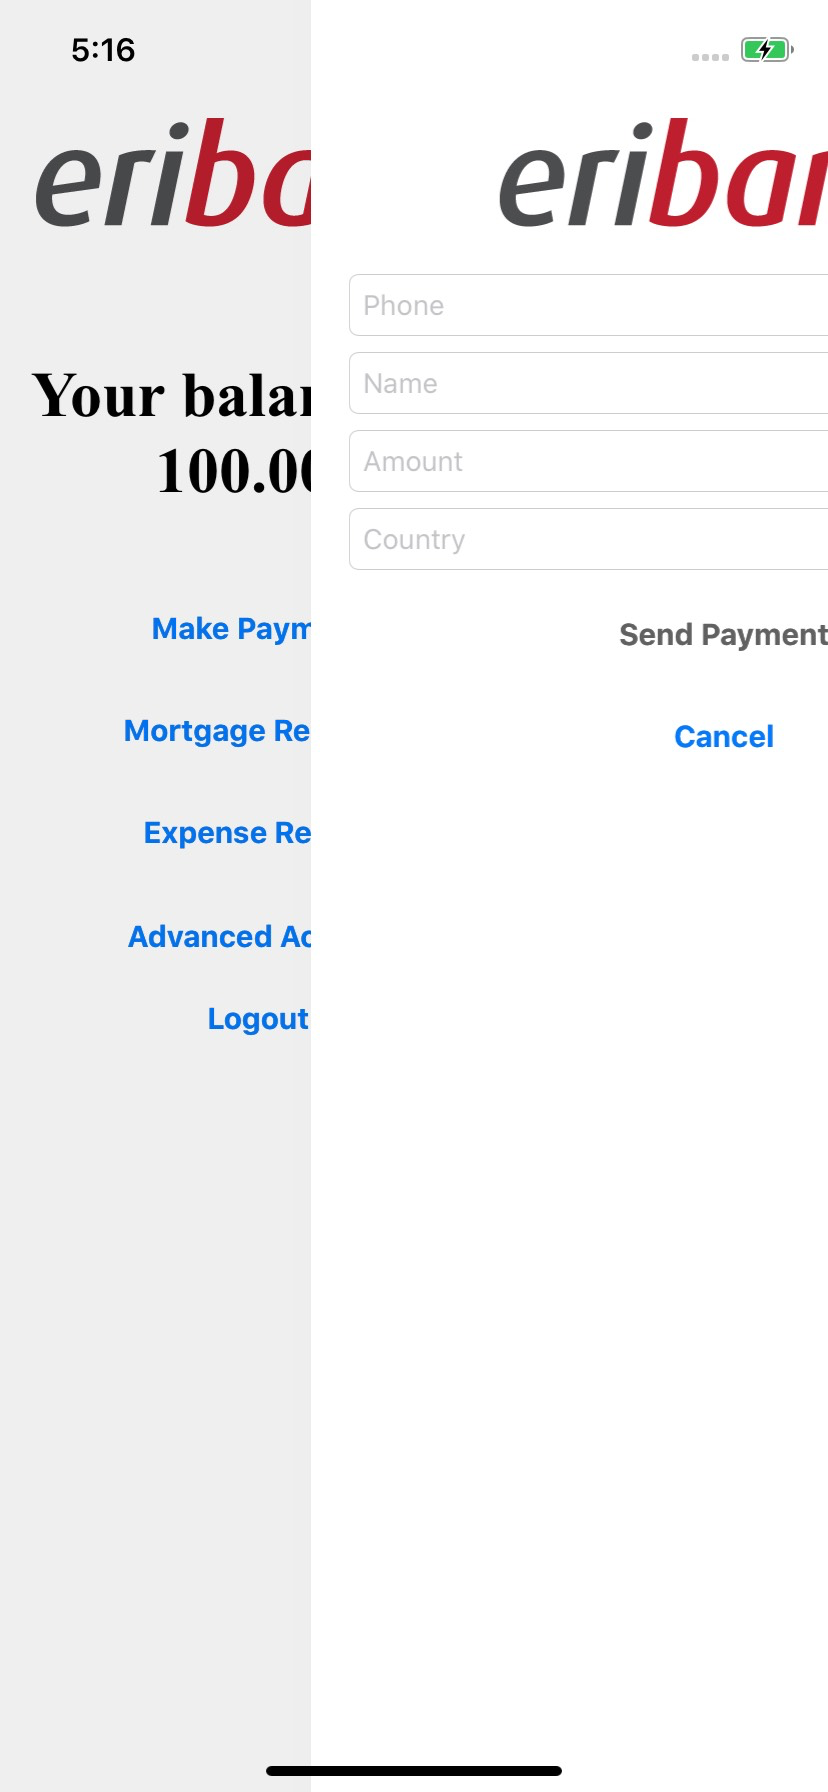 5:16
eriba
Your balan
100.00
Make Paym
Mortgage Re
Expense Re
Advanced Ac
Logout
eriban
Phone
Name
Amount
Country
Send Payment
Cancel